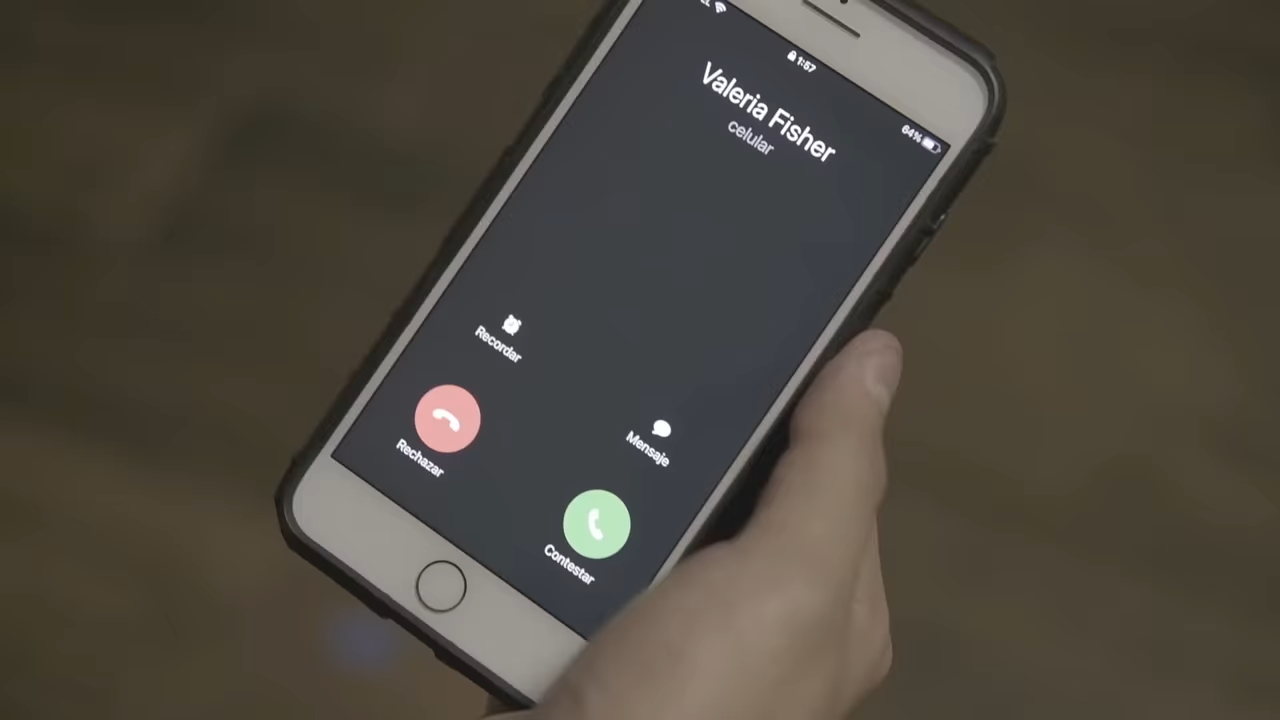 1:57
64%
Valeria Fisher
celular
Recordar
Mensaje
Rechazar
Contestar